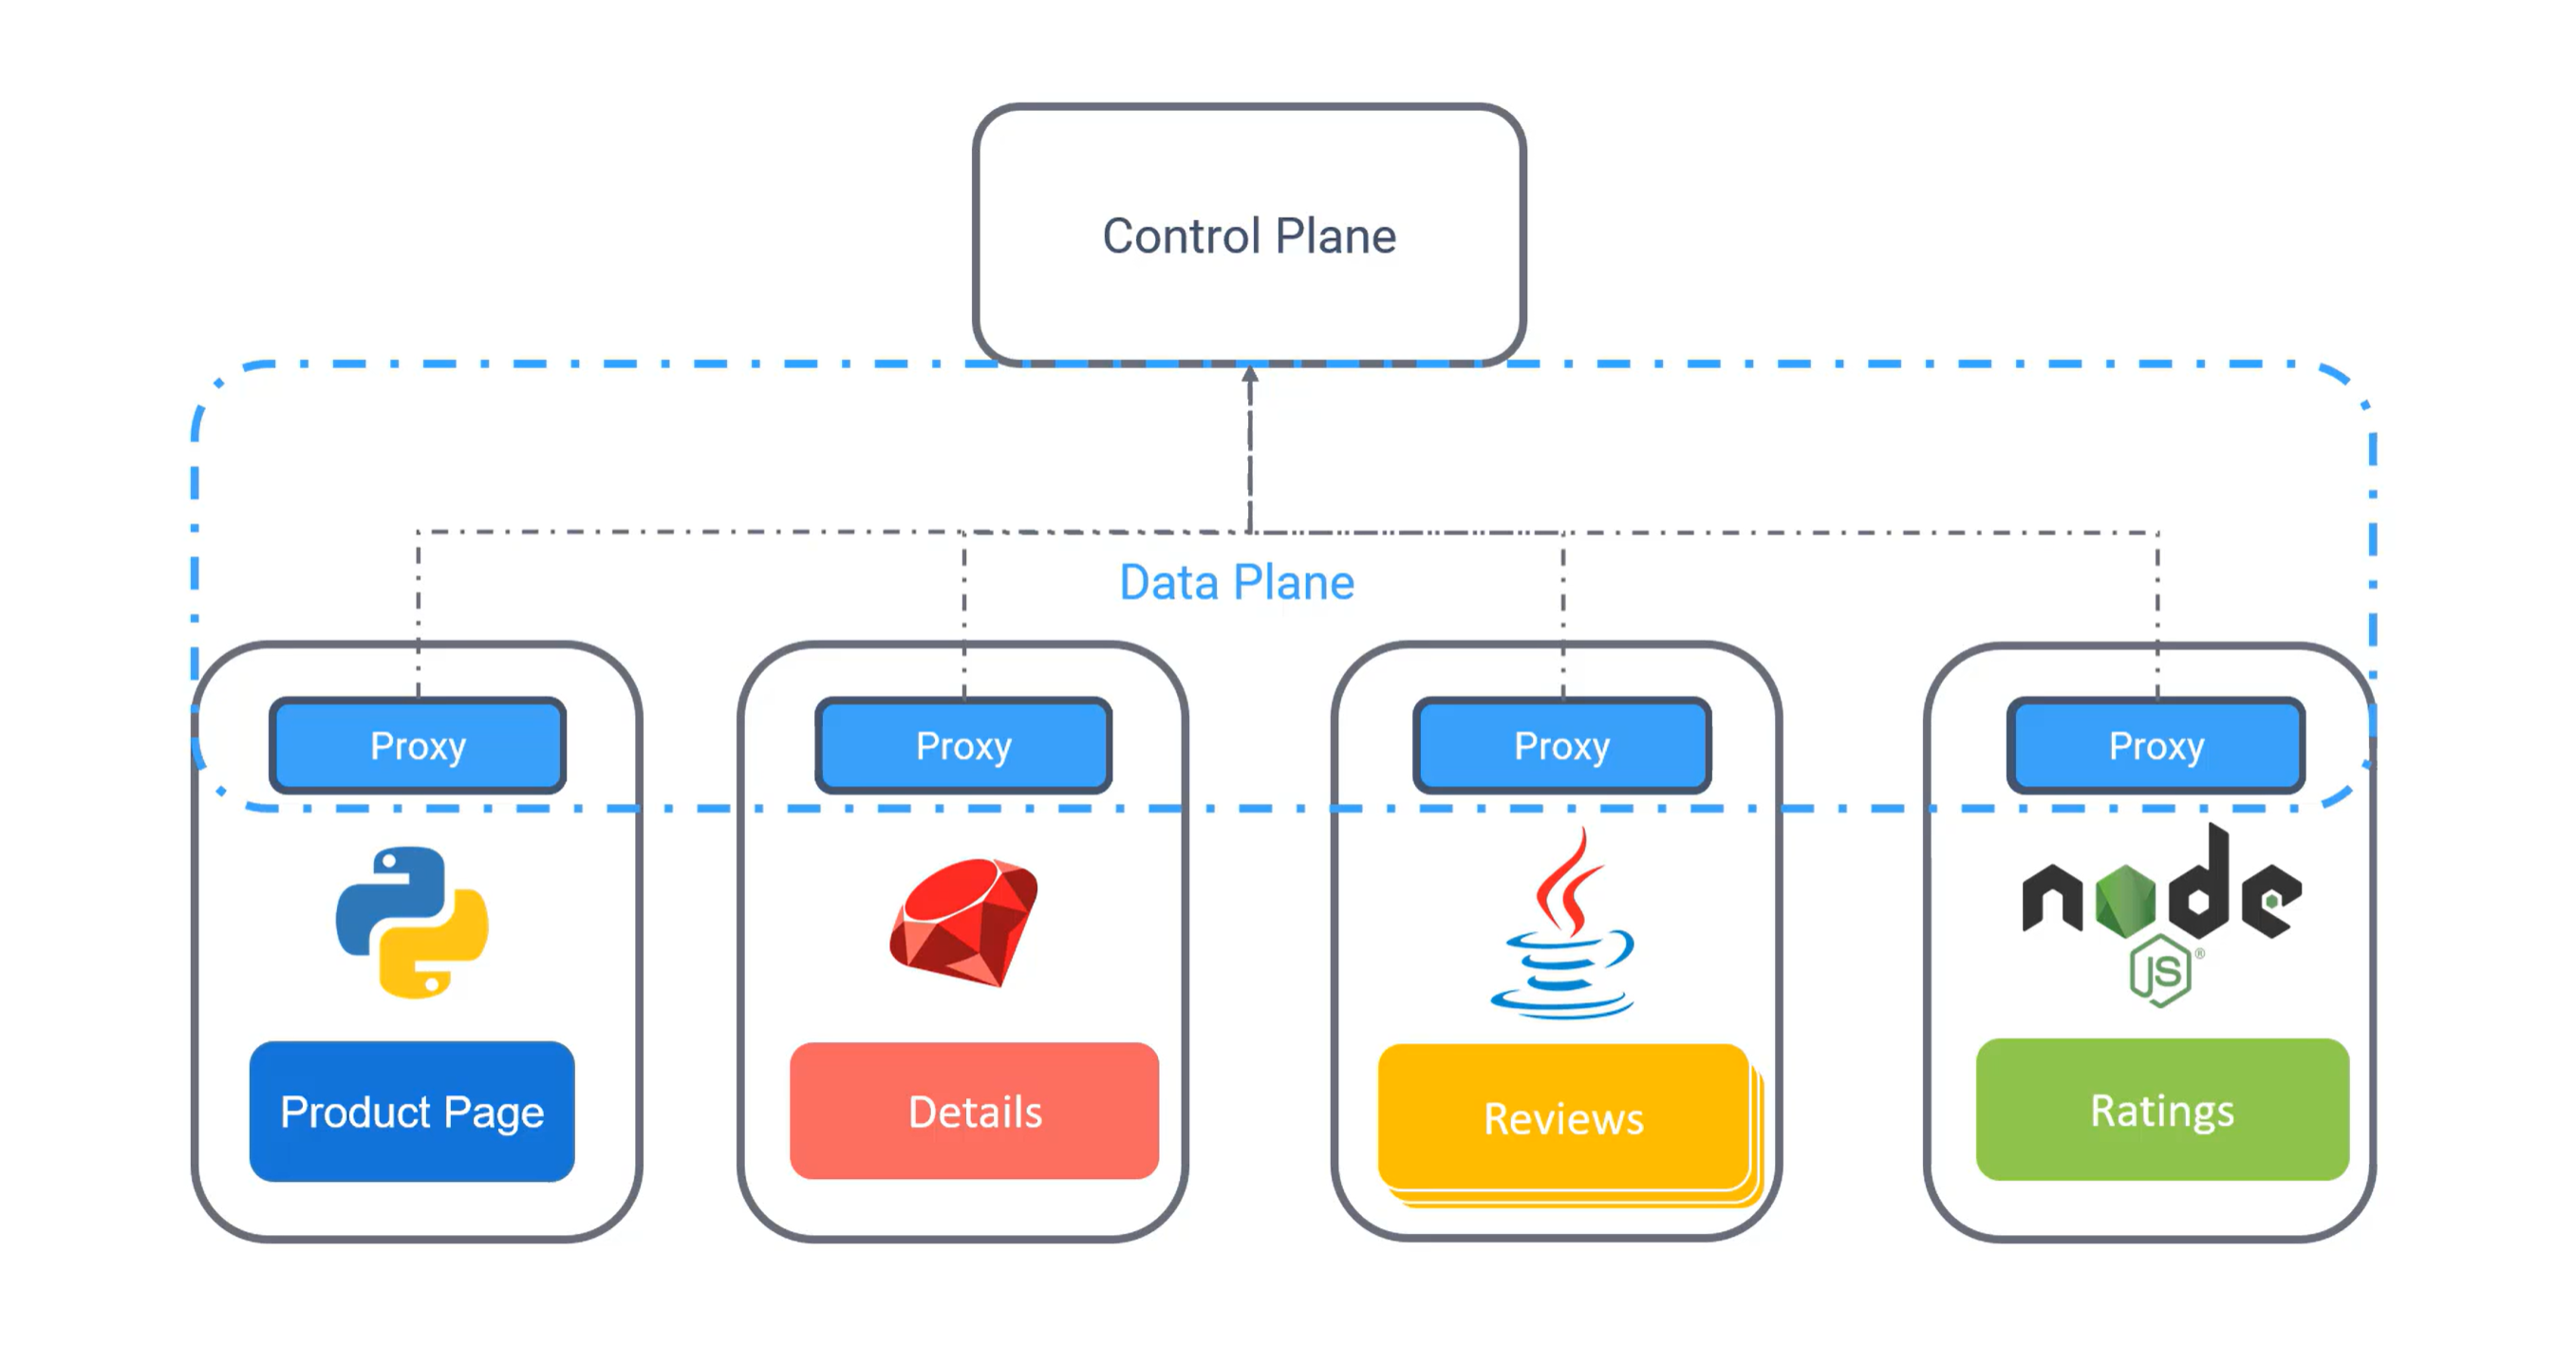 Control Plane
Data Plane
Proxy
Proxy
Proxy
Proxy
node
JS®
Product Page
Details
Reviews
Ratings